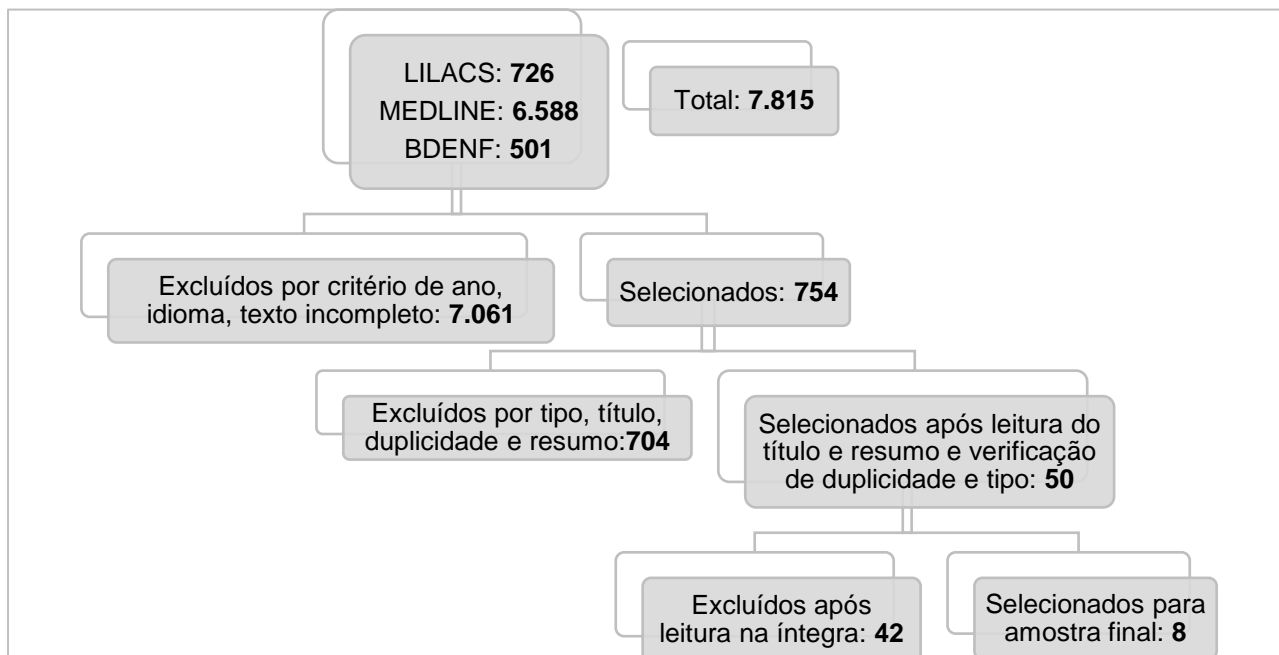 LILACS: 726
MEDLINE: 6.588
BDENF: 501
Total: 7.815
Excluídos por critério de ano,
idioma, texto incompleto: 7.061
Selecionados: 754
Excluídos por tipo, título,
duplicidade e resumo:704
Selecionados após leitura do
título e resumo e verificação
de duplicidade e tipo: 50
Excluídos após
leitura na íntegra: 42
Selecionados para
amostra final: 8